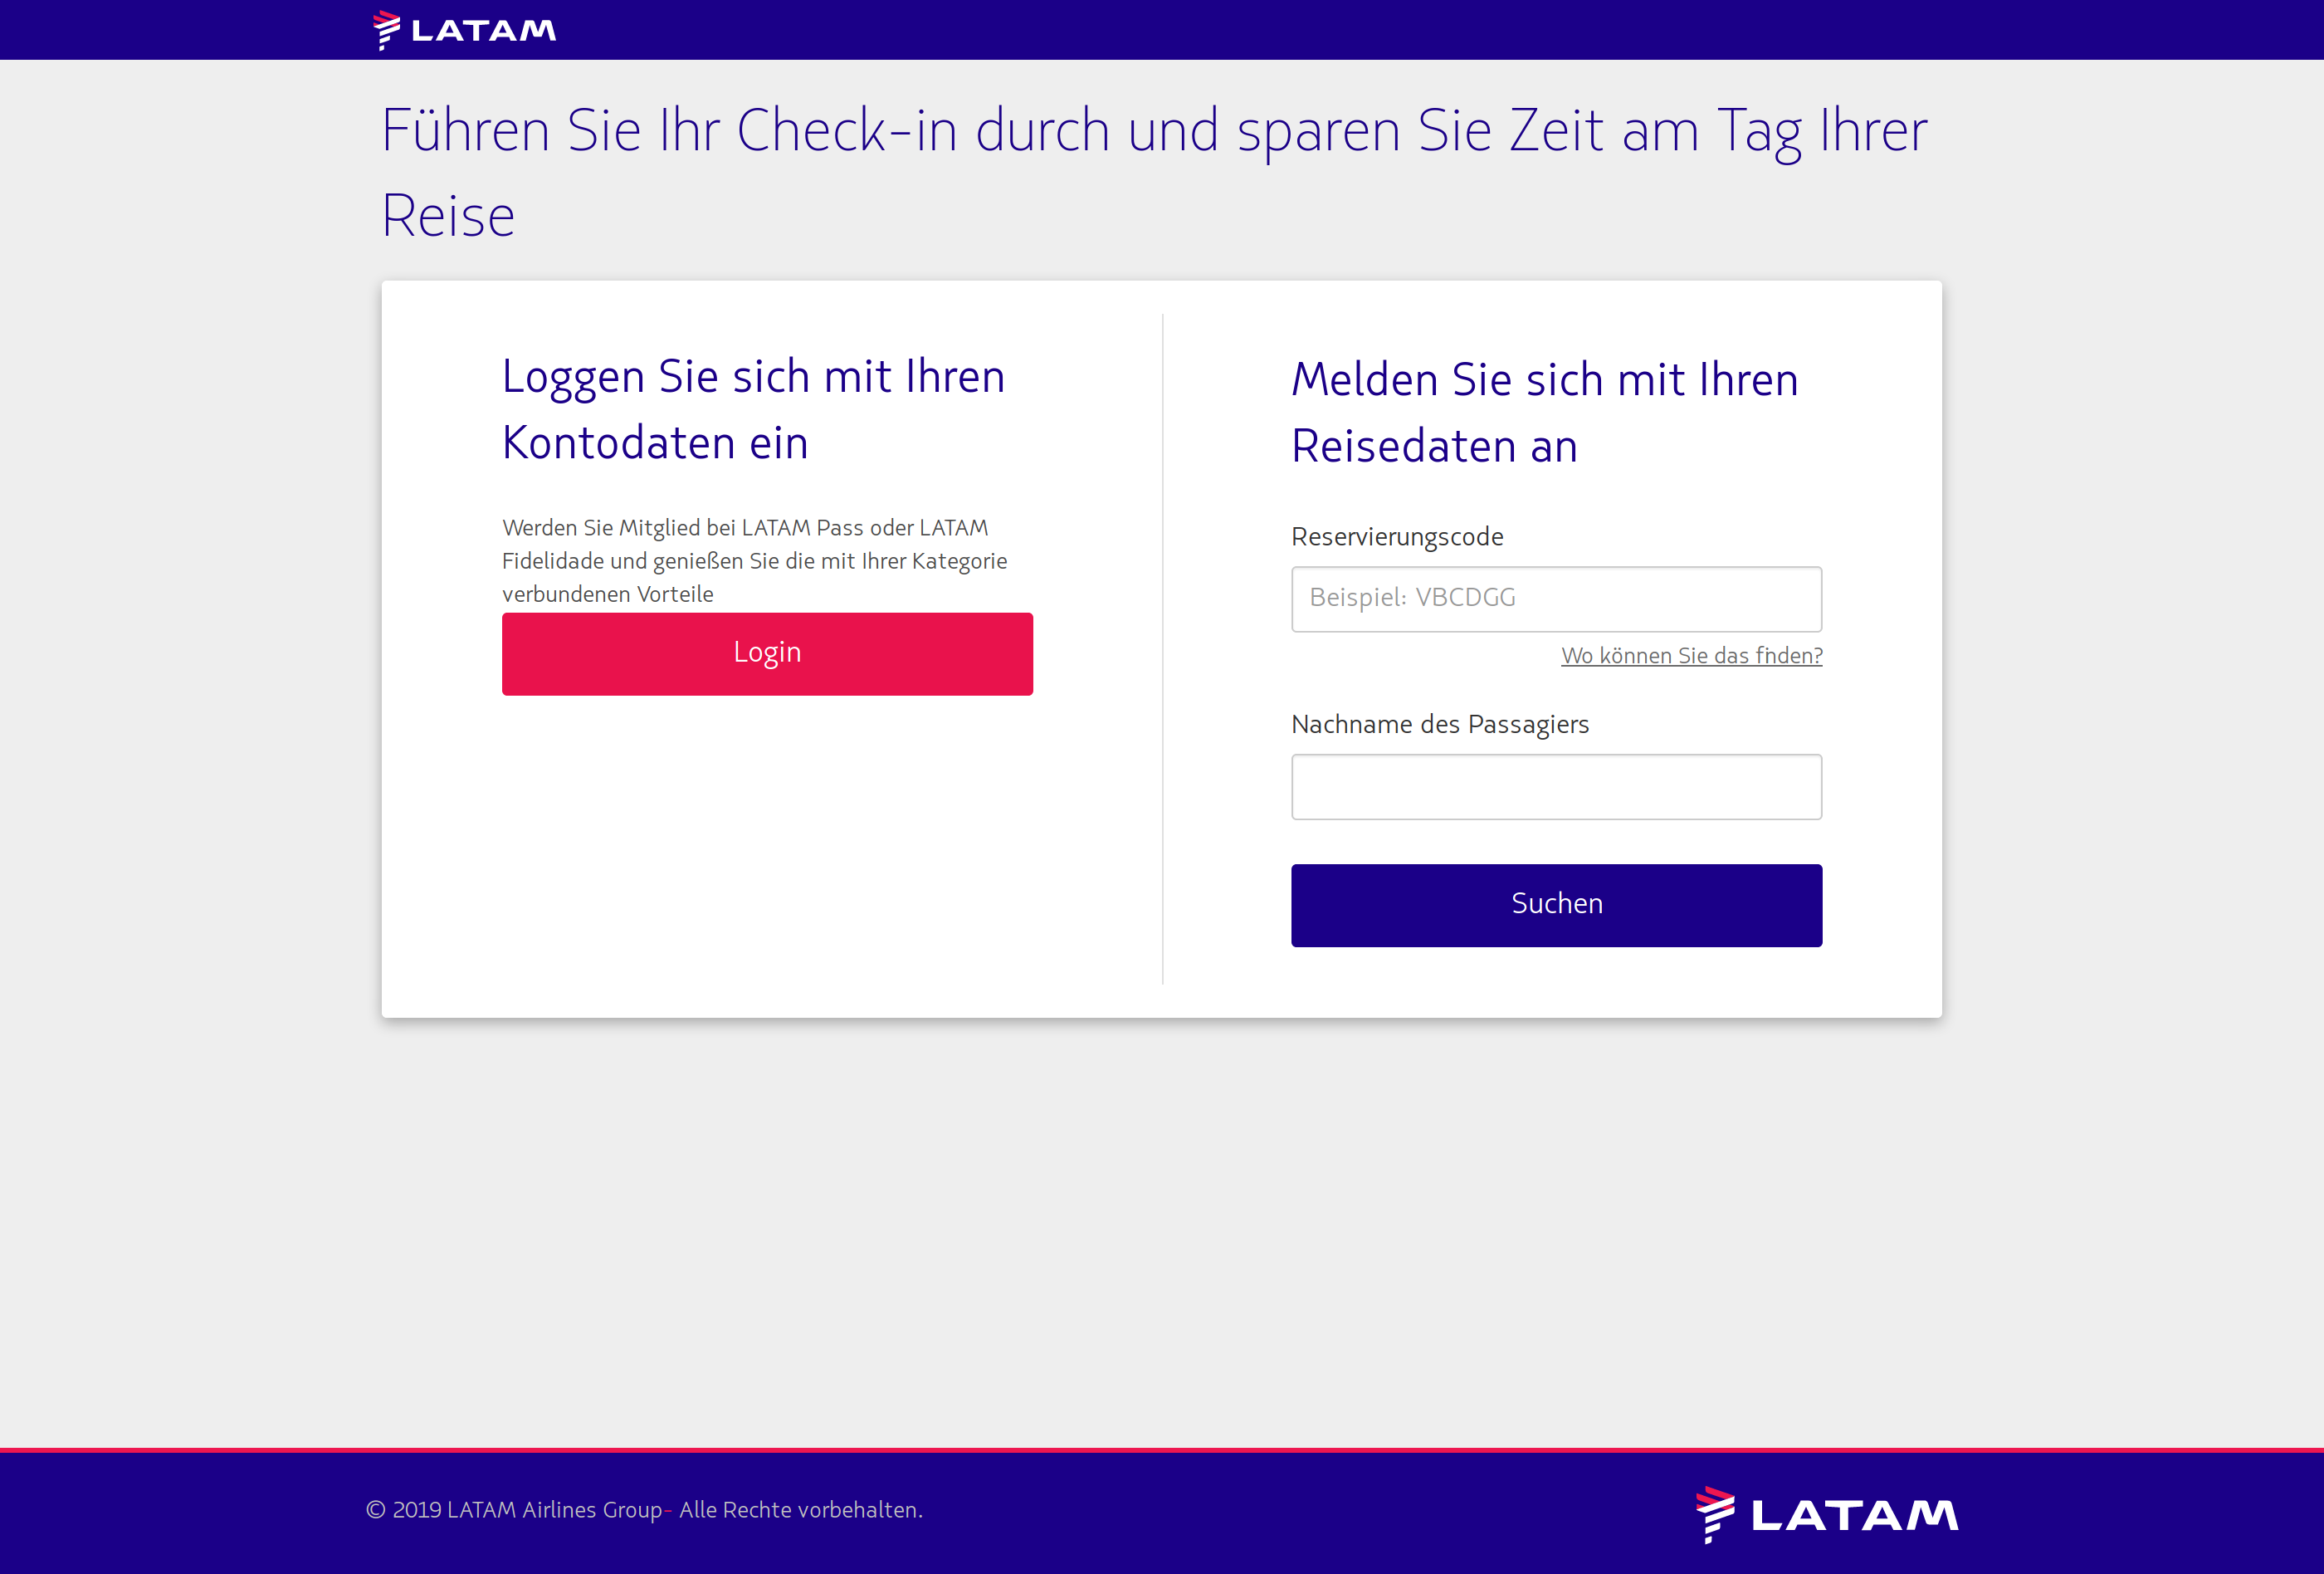 LATAM
Führen Sie Ihr Check-in durch und sparen Sie Zeit am Tag Ihrer
Reise
Loggen Sie sich mit Ihren
Kontodaten ein
Werden Sie Mitglied bei LATAM Pass oder LATAM
Fidelidade und genießen Sie die mit Ihrer Kategorie
verbundenen Vorteile
Login
Melden Sie sich mit Ihren
Reisedaten an
Reservierungscode
Beispiel: VBCDGG
Wo können Sie das finden?
Nachname des Passagiers
Suchen
© 2019 LATAM Airlines Group- Alle Rechte vorbehalten.
LATAM